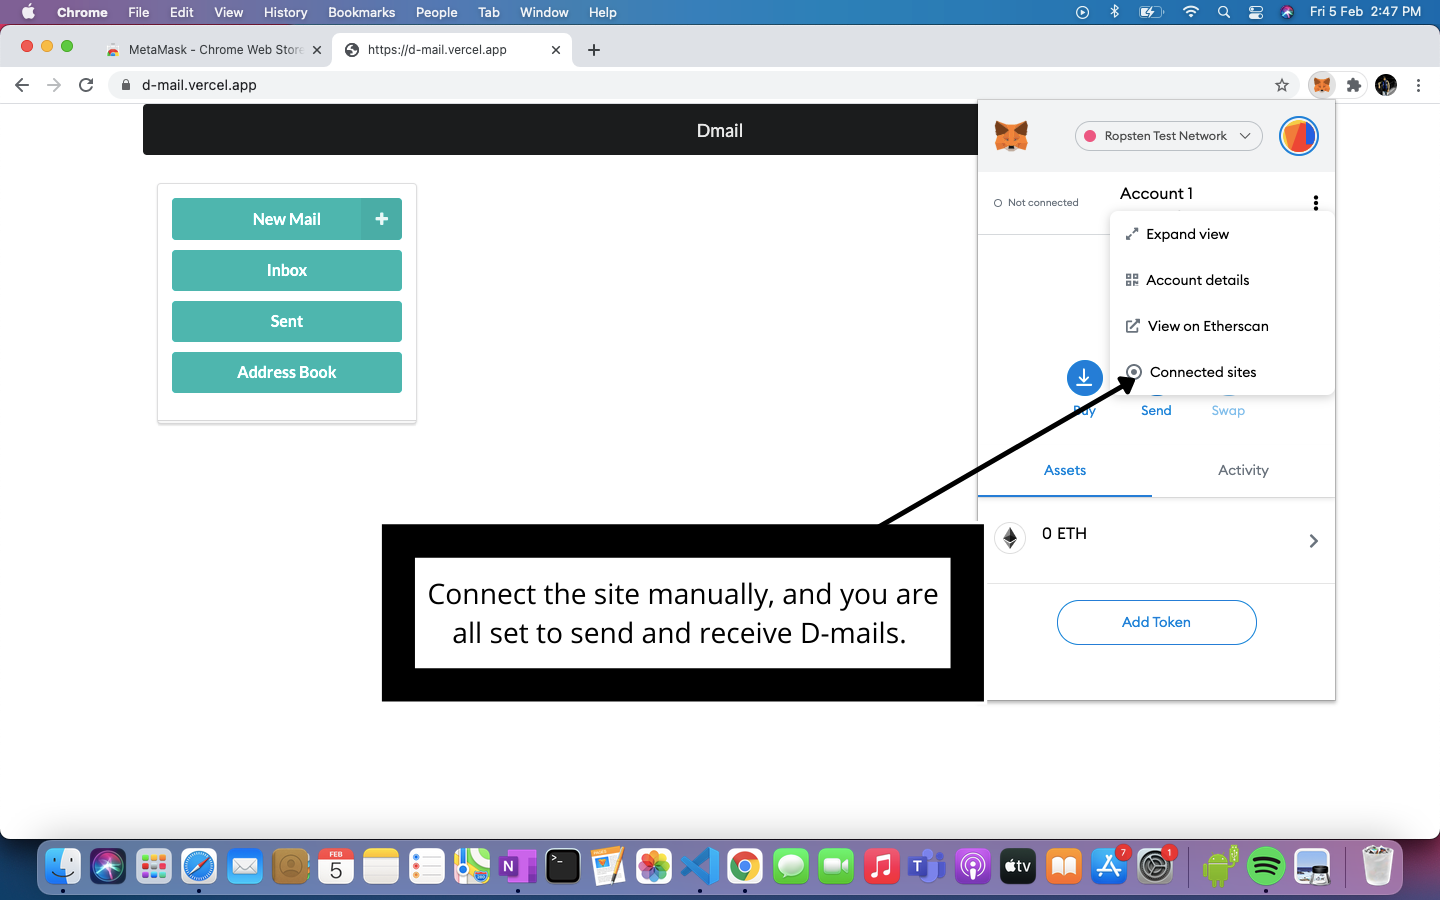 Chrome File Edit View History Bookmarks People Tab Window Help Fri 5 Feb 2:47 PM
MetaMask - Chrome Web Store
https://d-mail.vercel.app
d-mail.vercel.app
Dmail
New Mail
Inbox
Sent
Address Book
Ropsten Test Network
Not connected
Account 1
Expand view
Account details
View on Etherscan
Connected sites
Buy Send Swap
Assets Activity
0 ETH
Add Token
Connect the site manually, and you are
all set to send and receive D-mails.
FEB
5
N
>_
tv
T
7
1